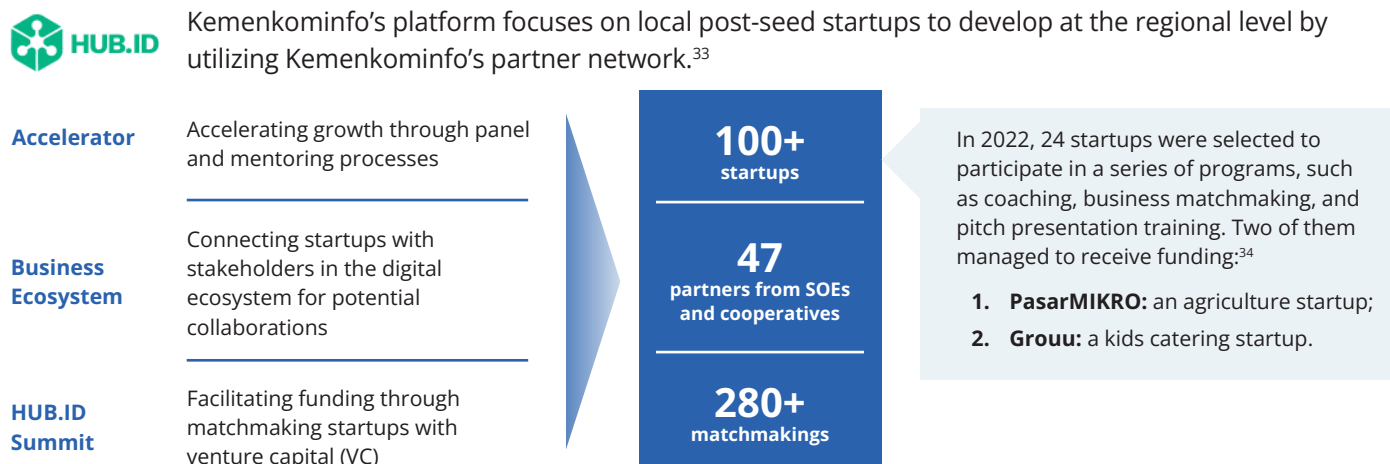 HUB.ID
Kemenkominfo’s platform focuses on local post-seed startups to develop at the regional level by
utilizing Kemenkominfo’s partner network.33
Accelerator
Accelerating growth through panel
and mentoring processes
Business
Ecosystem
Connecting startups with
stakeholders in the digital
ecosystem for potential
collaborations
HUB.ID
Summit
Facilitating funding through
matchmaking startups with
venture capital (VC)
100+
startups
47
partners from SOEs
and cooperatives
280+
matchmakings
In 2022, 24 startups were selected to
participate in a series of programs, such
as coaching, business matchmaking, and
pitch presentation training. Two of them
managed to receive funding:34
1. PasarMIKRO: an agriculture startup;
2. Grouu: a kids catering startup.